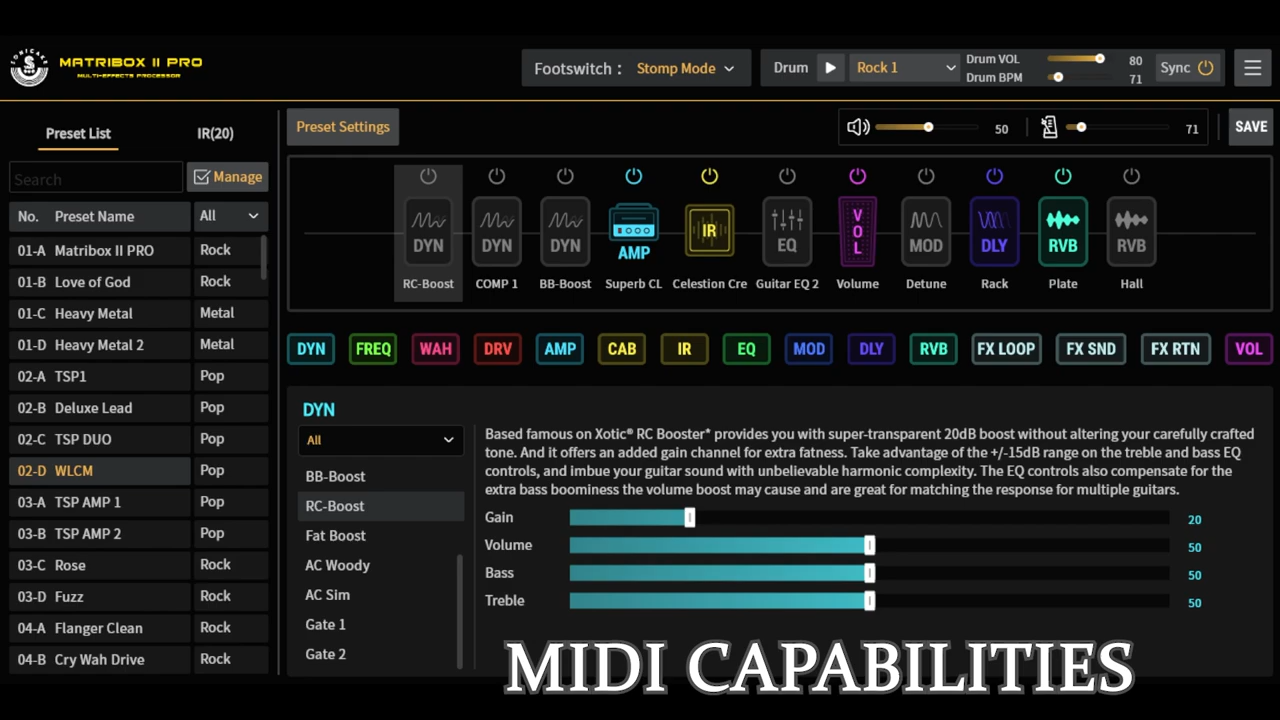 SONICAKE
MATRIBOX II PRO
MULTI-EFFECTS PROCESSOR
Footswitch : Stomp Mode
Drum Rock 1
Drum VOL 80
Drum BPM 71
Sync
Preset List IR(20)
Search Manage
No. Preset Name All
01-A Matribox II PRO Rock
01-B Love of God Rock
01-C Heavy Metal Metal
01-D Heavy Metal 2 Metal
02-A TSP1 Pop
02-B Deluxe Lead Pop
02-C TSP DUO Pop
02-D WLCM Pop
03-A TSP AMP 1 Pop
03-B TSP AMP 2 Pop
03-C Rose Rock
03-D Fuzz Rock
04-A Flanger Clean Rock
04-B Cry Wah Drive Rock
Preset Settings 50 71 SAVE
DYN DYN DYN AMP IR EQ VOL MOD DLY RVB RVB
RC-Boost COMP 1 BB-Boost Superb CL Celestion Cre Guitar EQ 2 Volume Detune Rack Plate Hall
DYN FREQ WAH DRV AMP CAB IR EQ MOD DLY RVB FX LOOP FX SND FX RTN VOL
DYN
All
BB-Boost
RC-Boost
Fat Boost
AC Woody
AC Sim
Gate 1
Gate 2
Based famous on Xotic® RC Booster* provides you with super-transparent 20dB boost without altering your carefully crafted
tone. And it offers an added gain channel for extra fatness. Take advantage of the +/-15dB range on the treble and bass EQ
controls, and imbue your guitar sound with unbelievable harmonic complexity. The EQ controls also compensate for the
extra bass boominess the volume boost may cause and are great for matching the response for multiple guitars.
Gain 20
Volume 50
Bass 50
Treble 50
MIDI CAPABILITIES